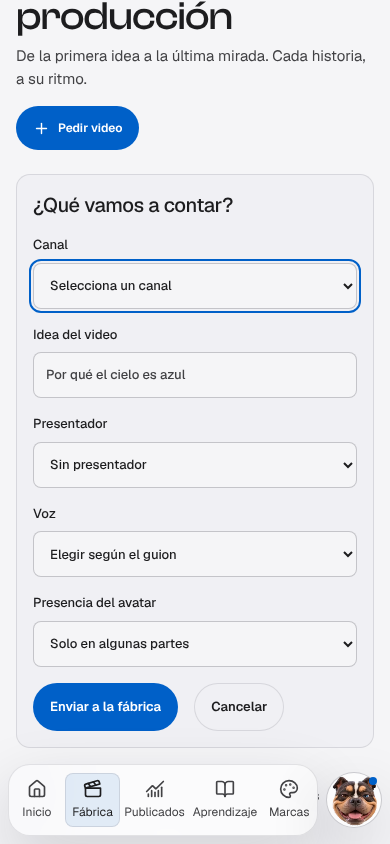 producción
De la primera idea a la última mirada. Cada historia,
a su ritmo.
Pedir video
¿Qué vamos a contar?
Canal
Selecciona un canal
Idea del video
Por qué el cielo es azul
Presentador
Sin presentador
Voz
Elegir según el guion
Presencia del avatar
Solo en algunas partes
Enviar a la fábrica
Cancelar
Inicio
Fábrica
Publicados
Aprendizaje
Marcas